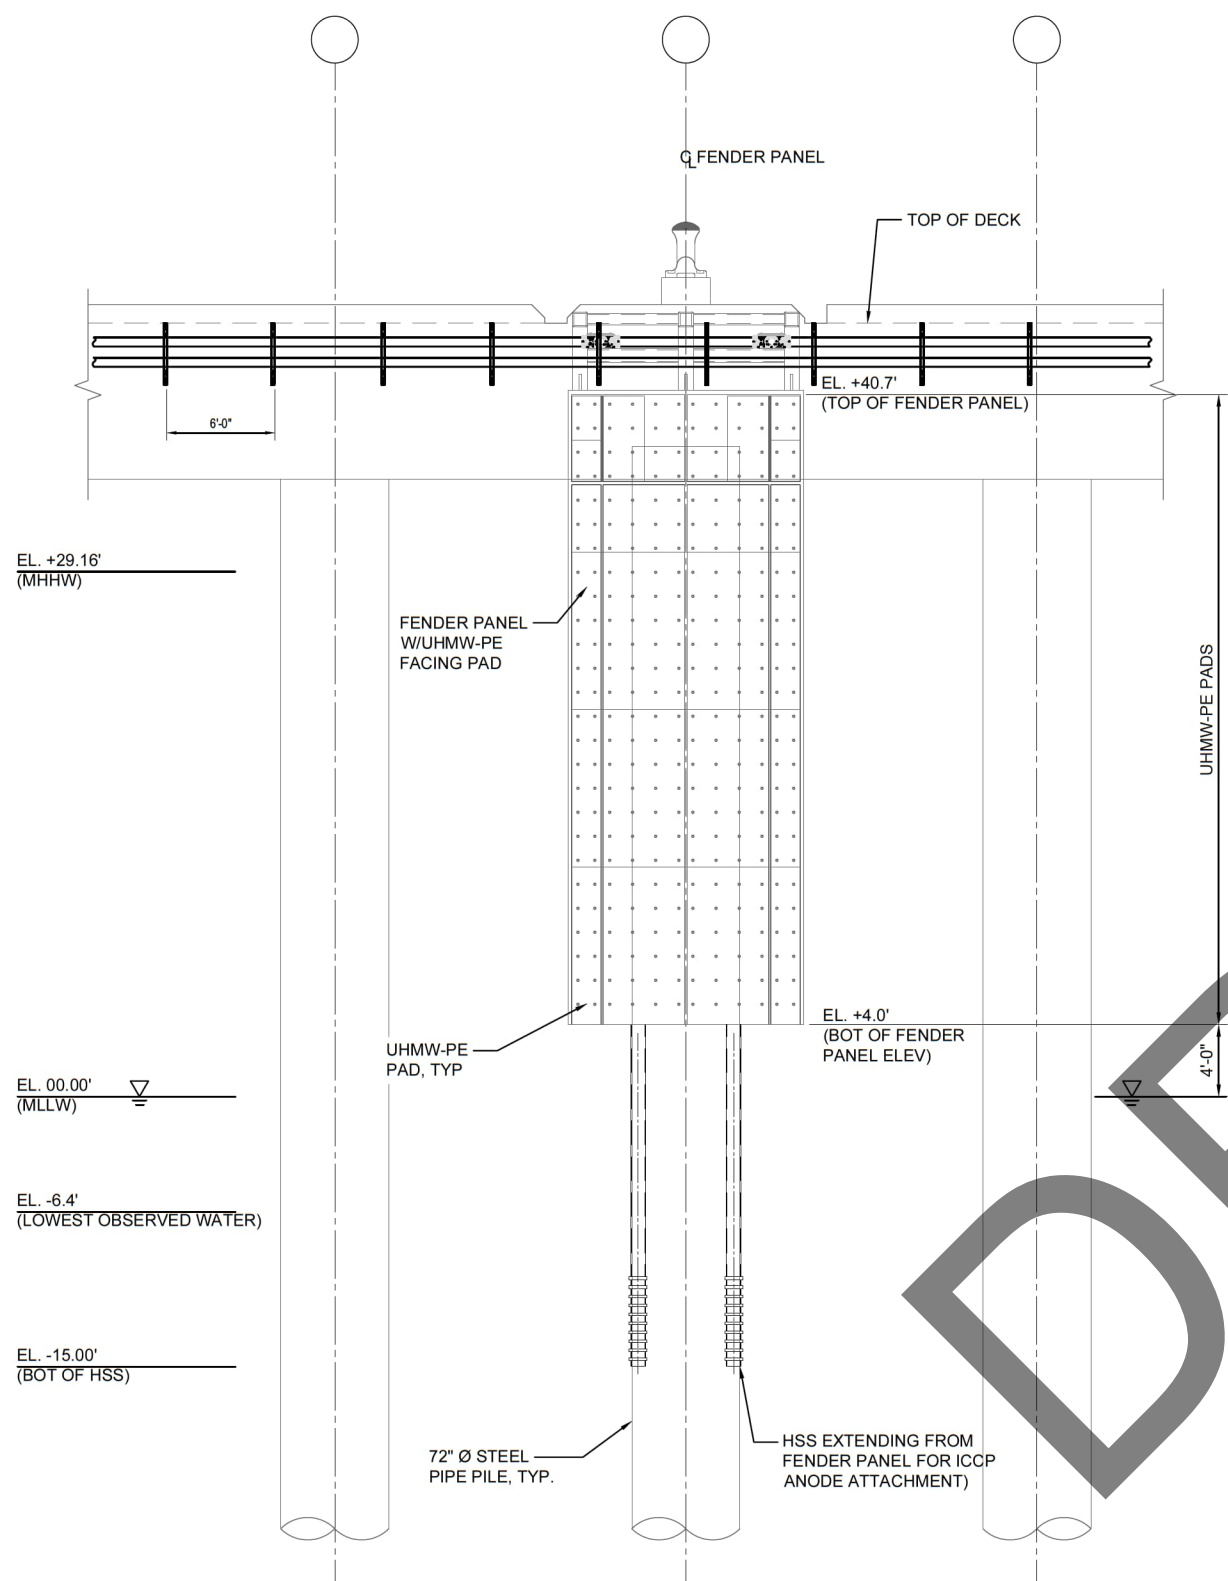 ℄ FENDER PANEL
TOP OF DECK
EL. +40.7'
(TOP OF FENDER PANEL)
6'-0"
EL. +29.16'
(MHHW)
FENDER PANEL
W/UHMW-PE
FACING PAD
UHMW-PE PADS
EL. +4.0'
(BOT OF FENDER
PANEL ELEV)
4'-0"
UHMW-PE
PAD, TYP
EL. 00.00'
(MLLW)
EL. -6.4'
(LOWEST OBSERVED WATER)
EL. -15.00'
(BOT OF HSS)
72" Ø STEEL
PIPE PILE, TYP.
HSS EXTENDING FROM
FENDER PANEL FOR ICCP
ANODE ATTACHMENT)
D